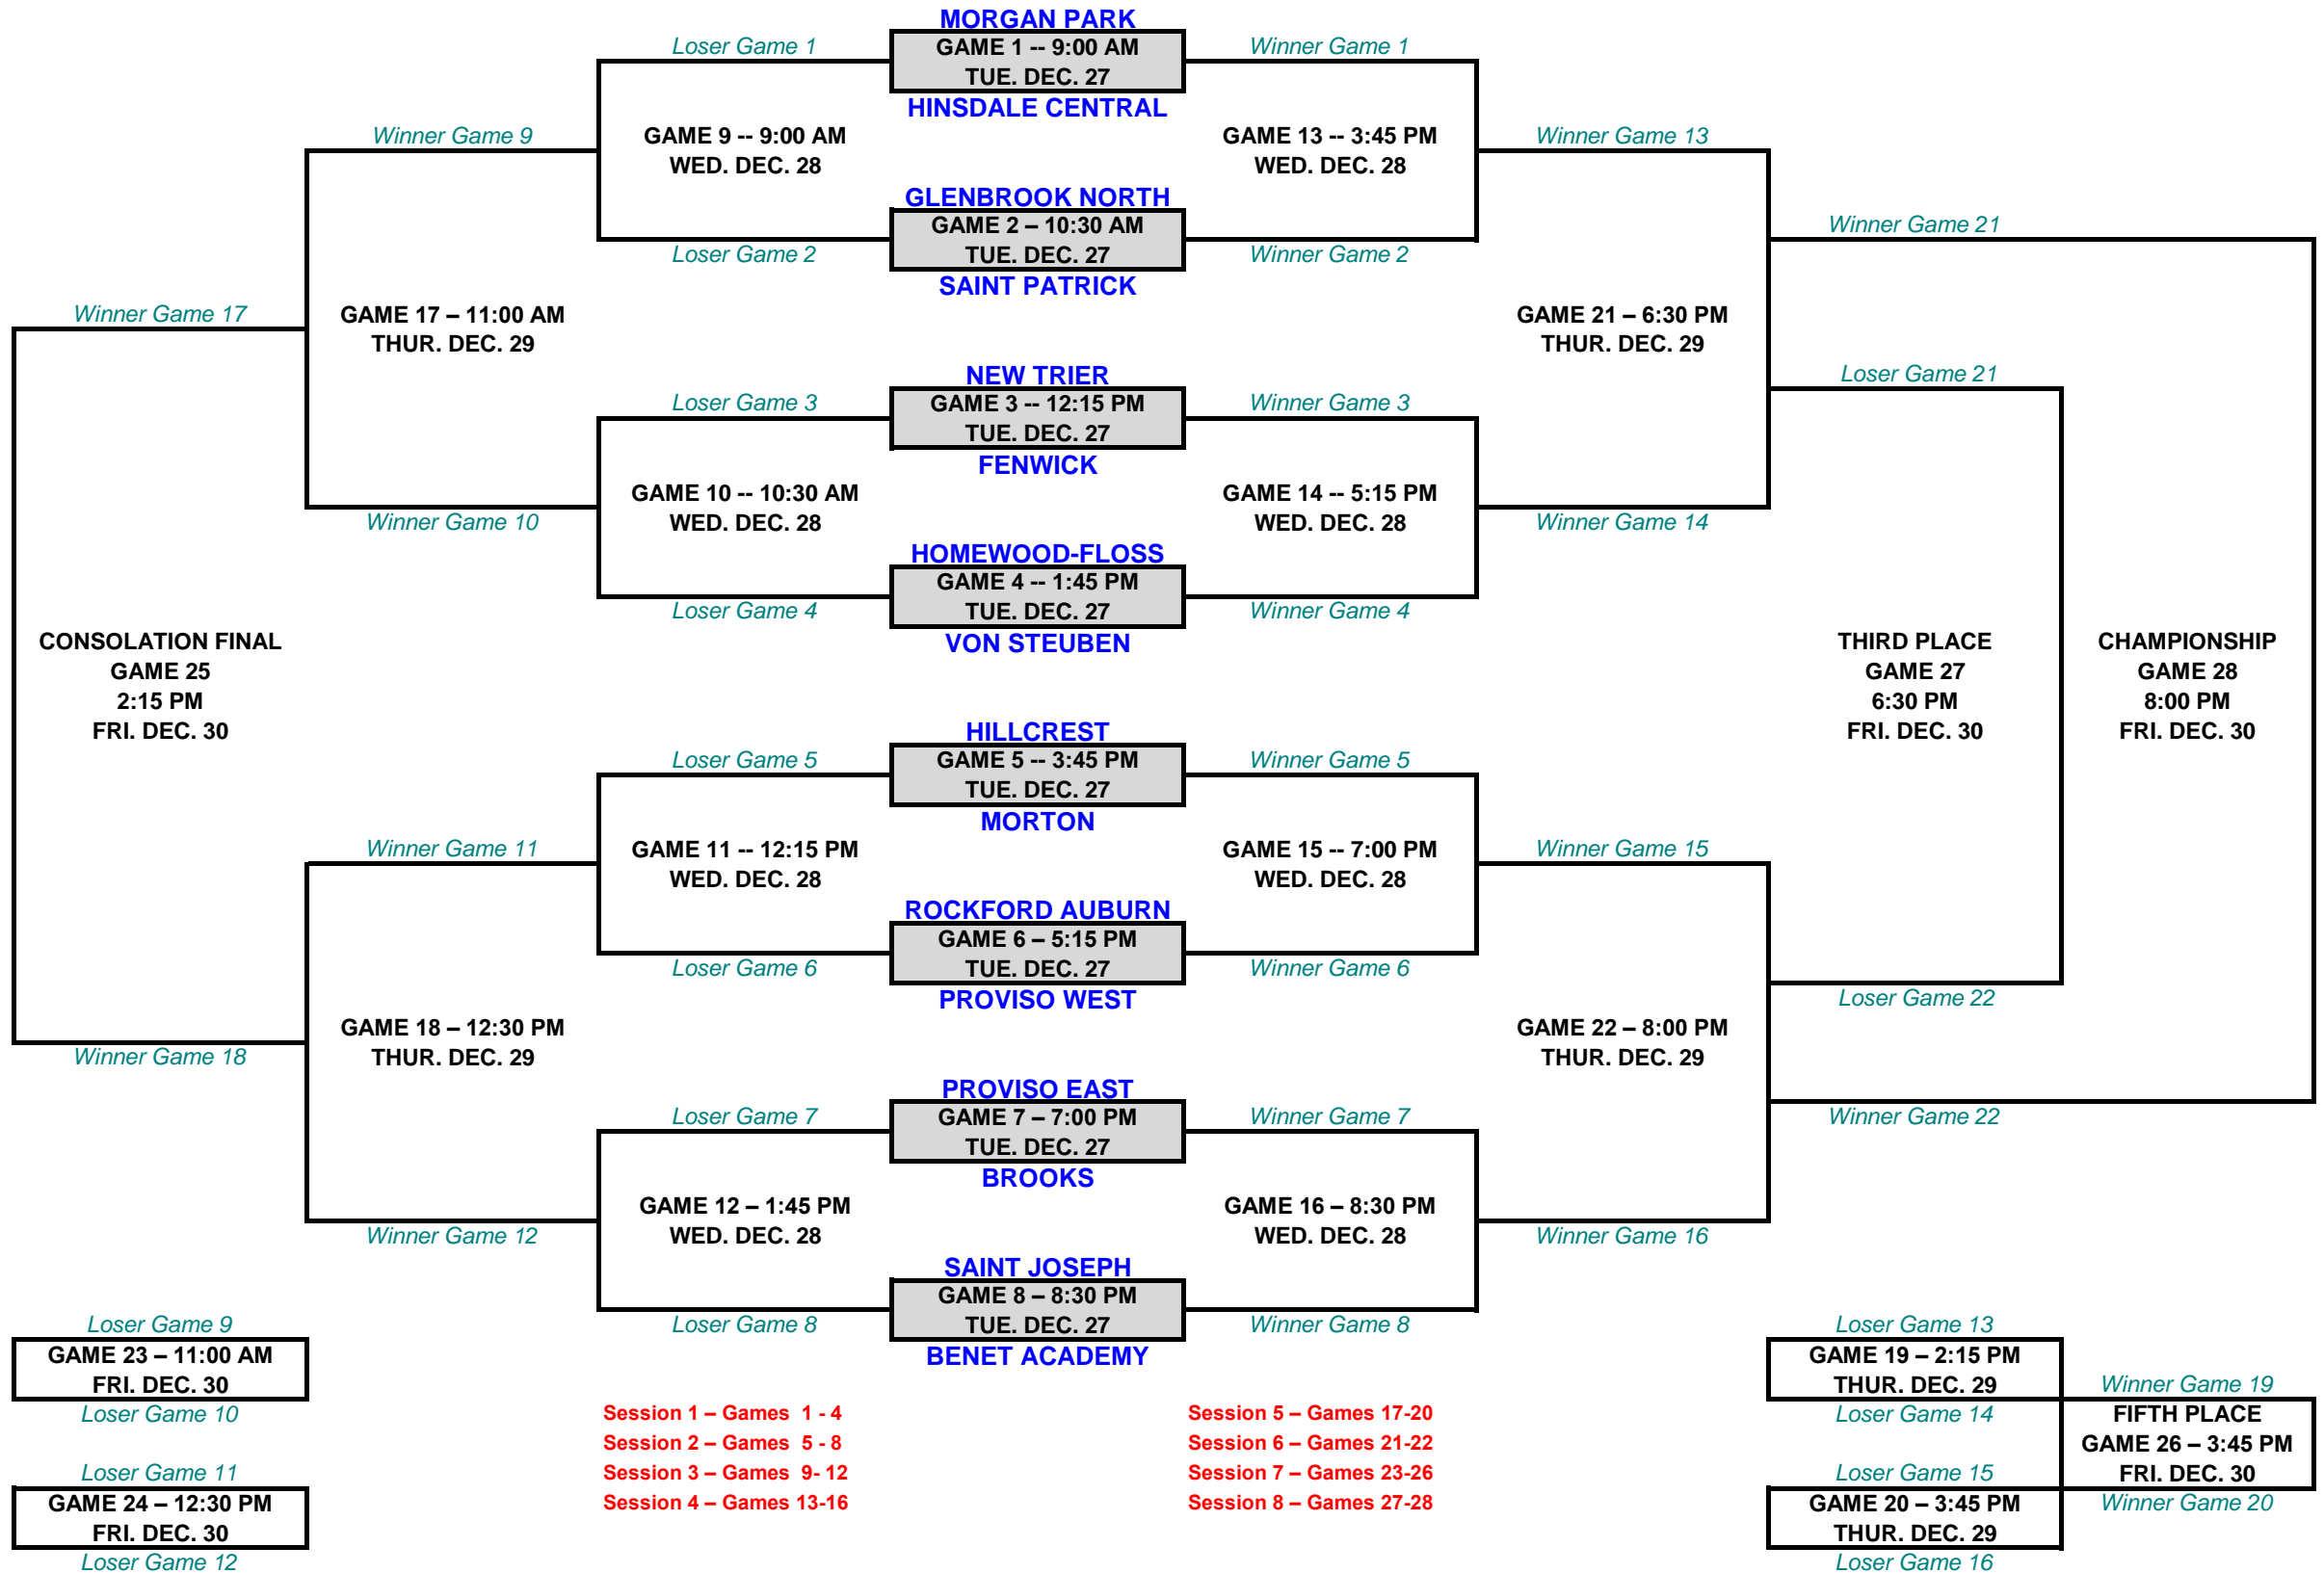 MORGAN PARK
Loser Game 1
GAME 1 -- 9:00 AM
Winner Game 1
TUE. DEC. 27
HINSDALE CENTRAL
Winner Game 9
GAME 9 -- 9:00 AM
GAME 13 -- 3:45 PM
Winner Game 13
WED. DEC. 28
WED. DEC. 28
GLENBROOK NORTH
GAME 2 – 10:30 AM
Winner Game 21
Loser Game 2
TUE. DEC. 27
Winner Game 2
SAINT PATRICK
Winner Game 17
GAME 17 – 11:00 AM
GAME 21 – 6:30 PM
THUR. DEC. 29
THUR. DEC. 29
NEW TRIER
Loser Game 21
Loser Game 3
GAME 3 -- 12:15 PM
Winner Game 3
TUE. DEC. 27
FENWICK
GAME 10 -- 10:30 AM
GAME 14 -- 5:15 PM
Winner Game 10
WED. DEC. 28
WED. DEC. 28
Winner Game 14
HOMEWOOD-FLOSS
GAME 4 -- 1:45 PM
Loser Game 4
TUE. DEC. 27
Winner Game 4
VON STEUBEN
CONSOLATION FINAL
GAME 25
2:15 PM
FRI. DEC. 30
THIRD PLACE
GAME 27
6:30 PM
FRI. DEC. 30
CHAMPIONSHIP
GAME 28
8:00 PM
FRI. DEC. 30
HILLCREST
Loser Game 5
GAME 5 -- 3:45 PM
Winner Game 5
TUE. DEC. 27
MORTON
Winner Game 11
GAME 11 -- 12:15 PM
GAME 15 -- 7:00 PM
Winner Game 15
WED. DEC. 28
WED. DEC. 28
ROCKFORD AUBURN
GAME 6 – 5:15 PM
Loser Game 6
TUE. DEC. 27
Winner Game 6
PROVISO WEST
Loser Game 22
GAME 18 – 12:30 PM
GAME 22 – 8:00 PM
Winner Game 18
THUR. DEC. 29
THUR. DEC. 29
PROVISO EAST
Loser Game 7
GAME 7 – 7:00 PM
Winner Game 7
Winner Game 22
TUE. DEC. 27
BROOKS
GAME 12 – 1:45 PM
GAME 16 – 8:30 PM
Winner Game 12
WED. DEC. 28
WED. DEC. 28
Winner Game 16
SAINT JOSEPH
GAME 8 – 8:30 PM
Loser Game 8
TUE. DEC. 27
Winner Game 8
BENET ACADEMY
Loser Game 9
GAME 23 – 11:00 AM
FRI. DEC. 30
Loser Game 10
Loser Game 11
GAME 24 – 12:30 PM
FRI. DEC. 30
Loser Game 12
Session 1 – Games 1 - 4
Session 2 – Games 5 - 8
Session 3 – Games 9- 12
Session 4 – Games 13-16
Session 5 – Games 17-20
Session 6 – Games 21-22
Session 7 – Games 23-26
Session 8 – Games 27-28
Loser Game 13
GAME 19 – 2:15 PM
THUR. DEC. 29
Loser Game 14
Loser Game 15
GAME 20 – 3:45 PM
THUR. DEC. 29
Loser Game 16
Winner Game 19
FIFTH PLACE
GAME 26 – 3:45 PM
FRI. DEC. 30
Winner Game 20